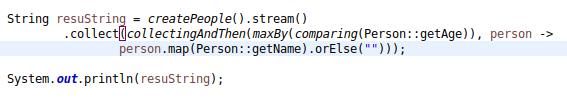 String resuString = createPeople().stream()
.collect(collectingAndThen(maxBy(comparing(Person::getAge)), person ->
person.map(Person::getName).orElse("")));
System.out.println(resuString);